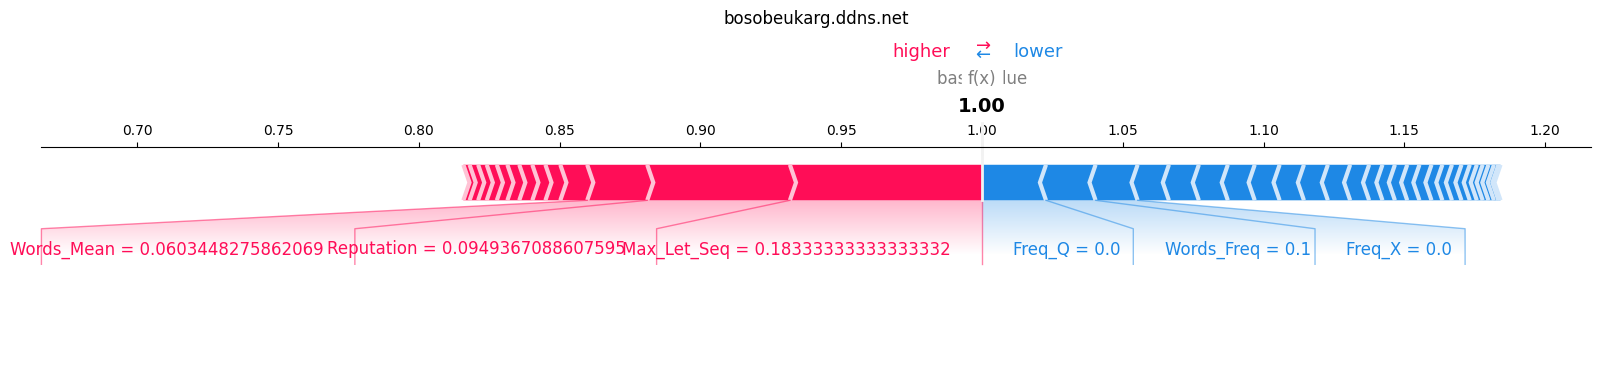 bosobeukarg.ddns.net
higher ⇄ lower
bas f(x) lue
1.00
0.70 0.75 0.80 0.85 0.90 0.95 1.00 1.05 1.10 1.15 1.20
Words_Mean = 0.0603448275862069 Reputation = 0.0949367088607595 Max_Let_Seq = 0.18333333333333332 Freq_Q = 0.0 Words_Freq = 0.1 Freq_X = 0.0